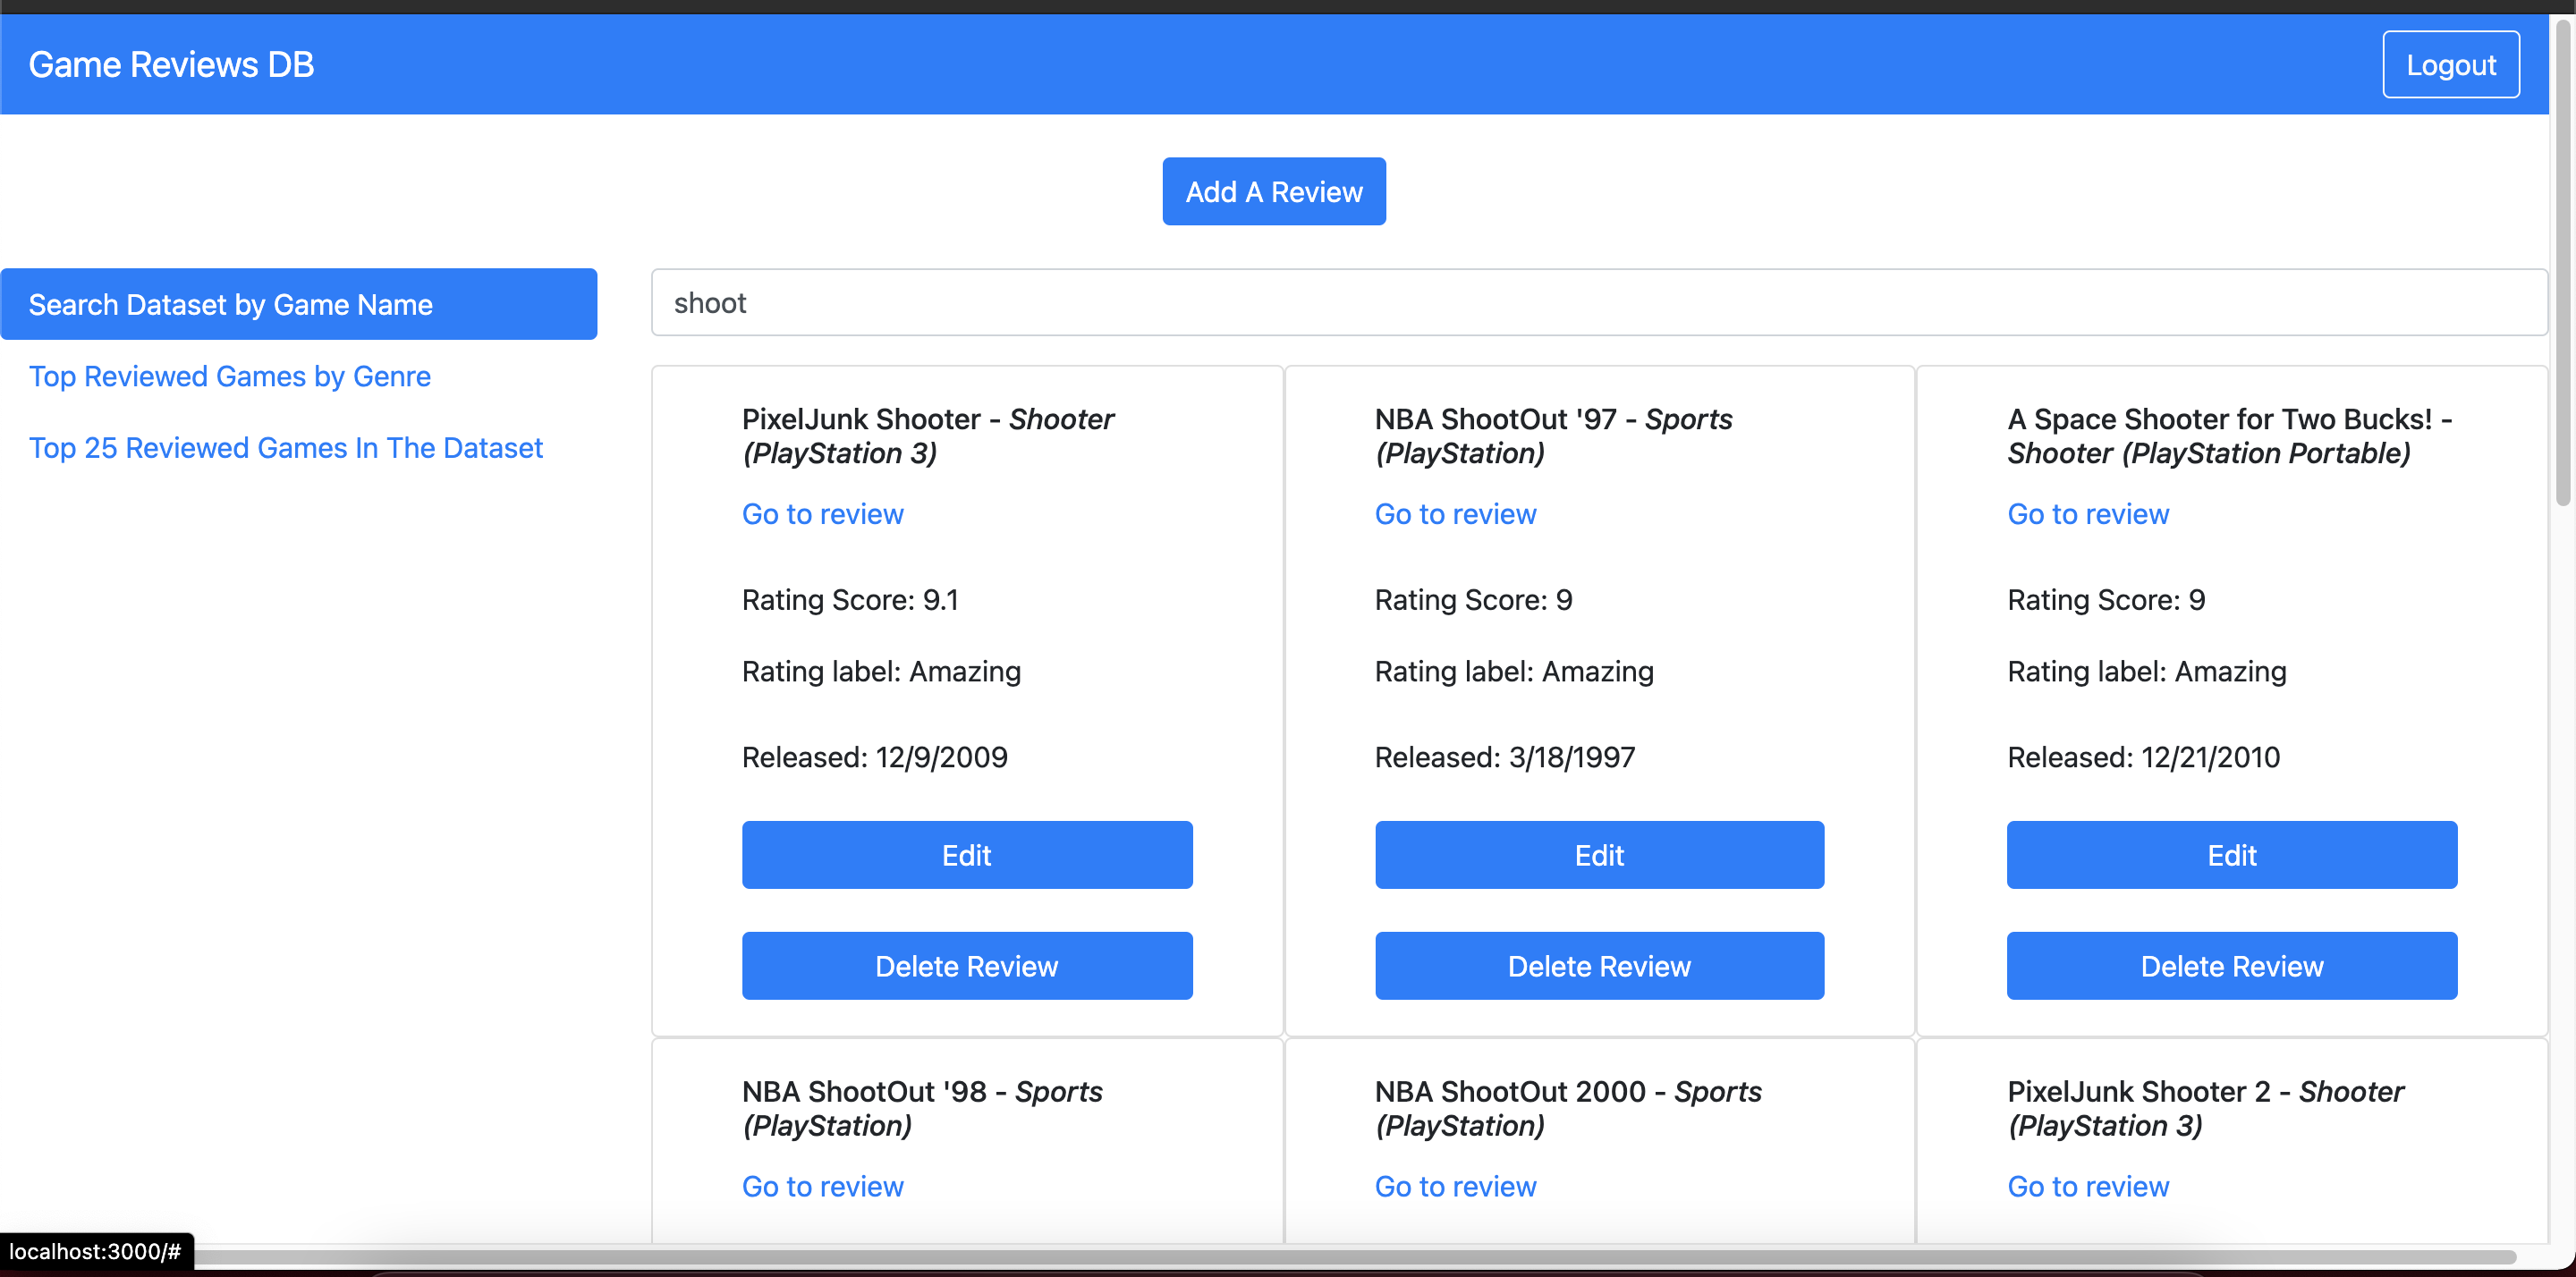 Game Reviews DB
Logout
Add A Review
Search Dataset by Game Name
Top Reviewed Games by Genre
Top 25 Reviewed Games In The Dataset
shoot
PixelJunk Shooter - Shooter
(PlayStation 3)
Go to review
Rating Score: 9.1
Rating label: Amazing
Released: 12/9/2009
Edit
Delete Review
NBA ShootOut '97 - Sports
(PlayStation)
Go to review
Rating Score: 9
Rating label: Amazing
Released: 3/18/1997
Edit
Delete Review
A Space Shooter for Two Bucks! -
Shooter (PlayStation Portable)
Go to review
Rating Score: 9
Rating label: Amazing
Released: 12/21/2010
Edit
Delete Review
NBA ShootOut '98 - Sports
(PlayStation)
Go to review
NBA ShootOut 2000 - Sports
(PlayStation)
Go to review
PixelJunk Shooter 2 - Shooter
(PlayStation 3)
Go to review
localhost:3000/#